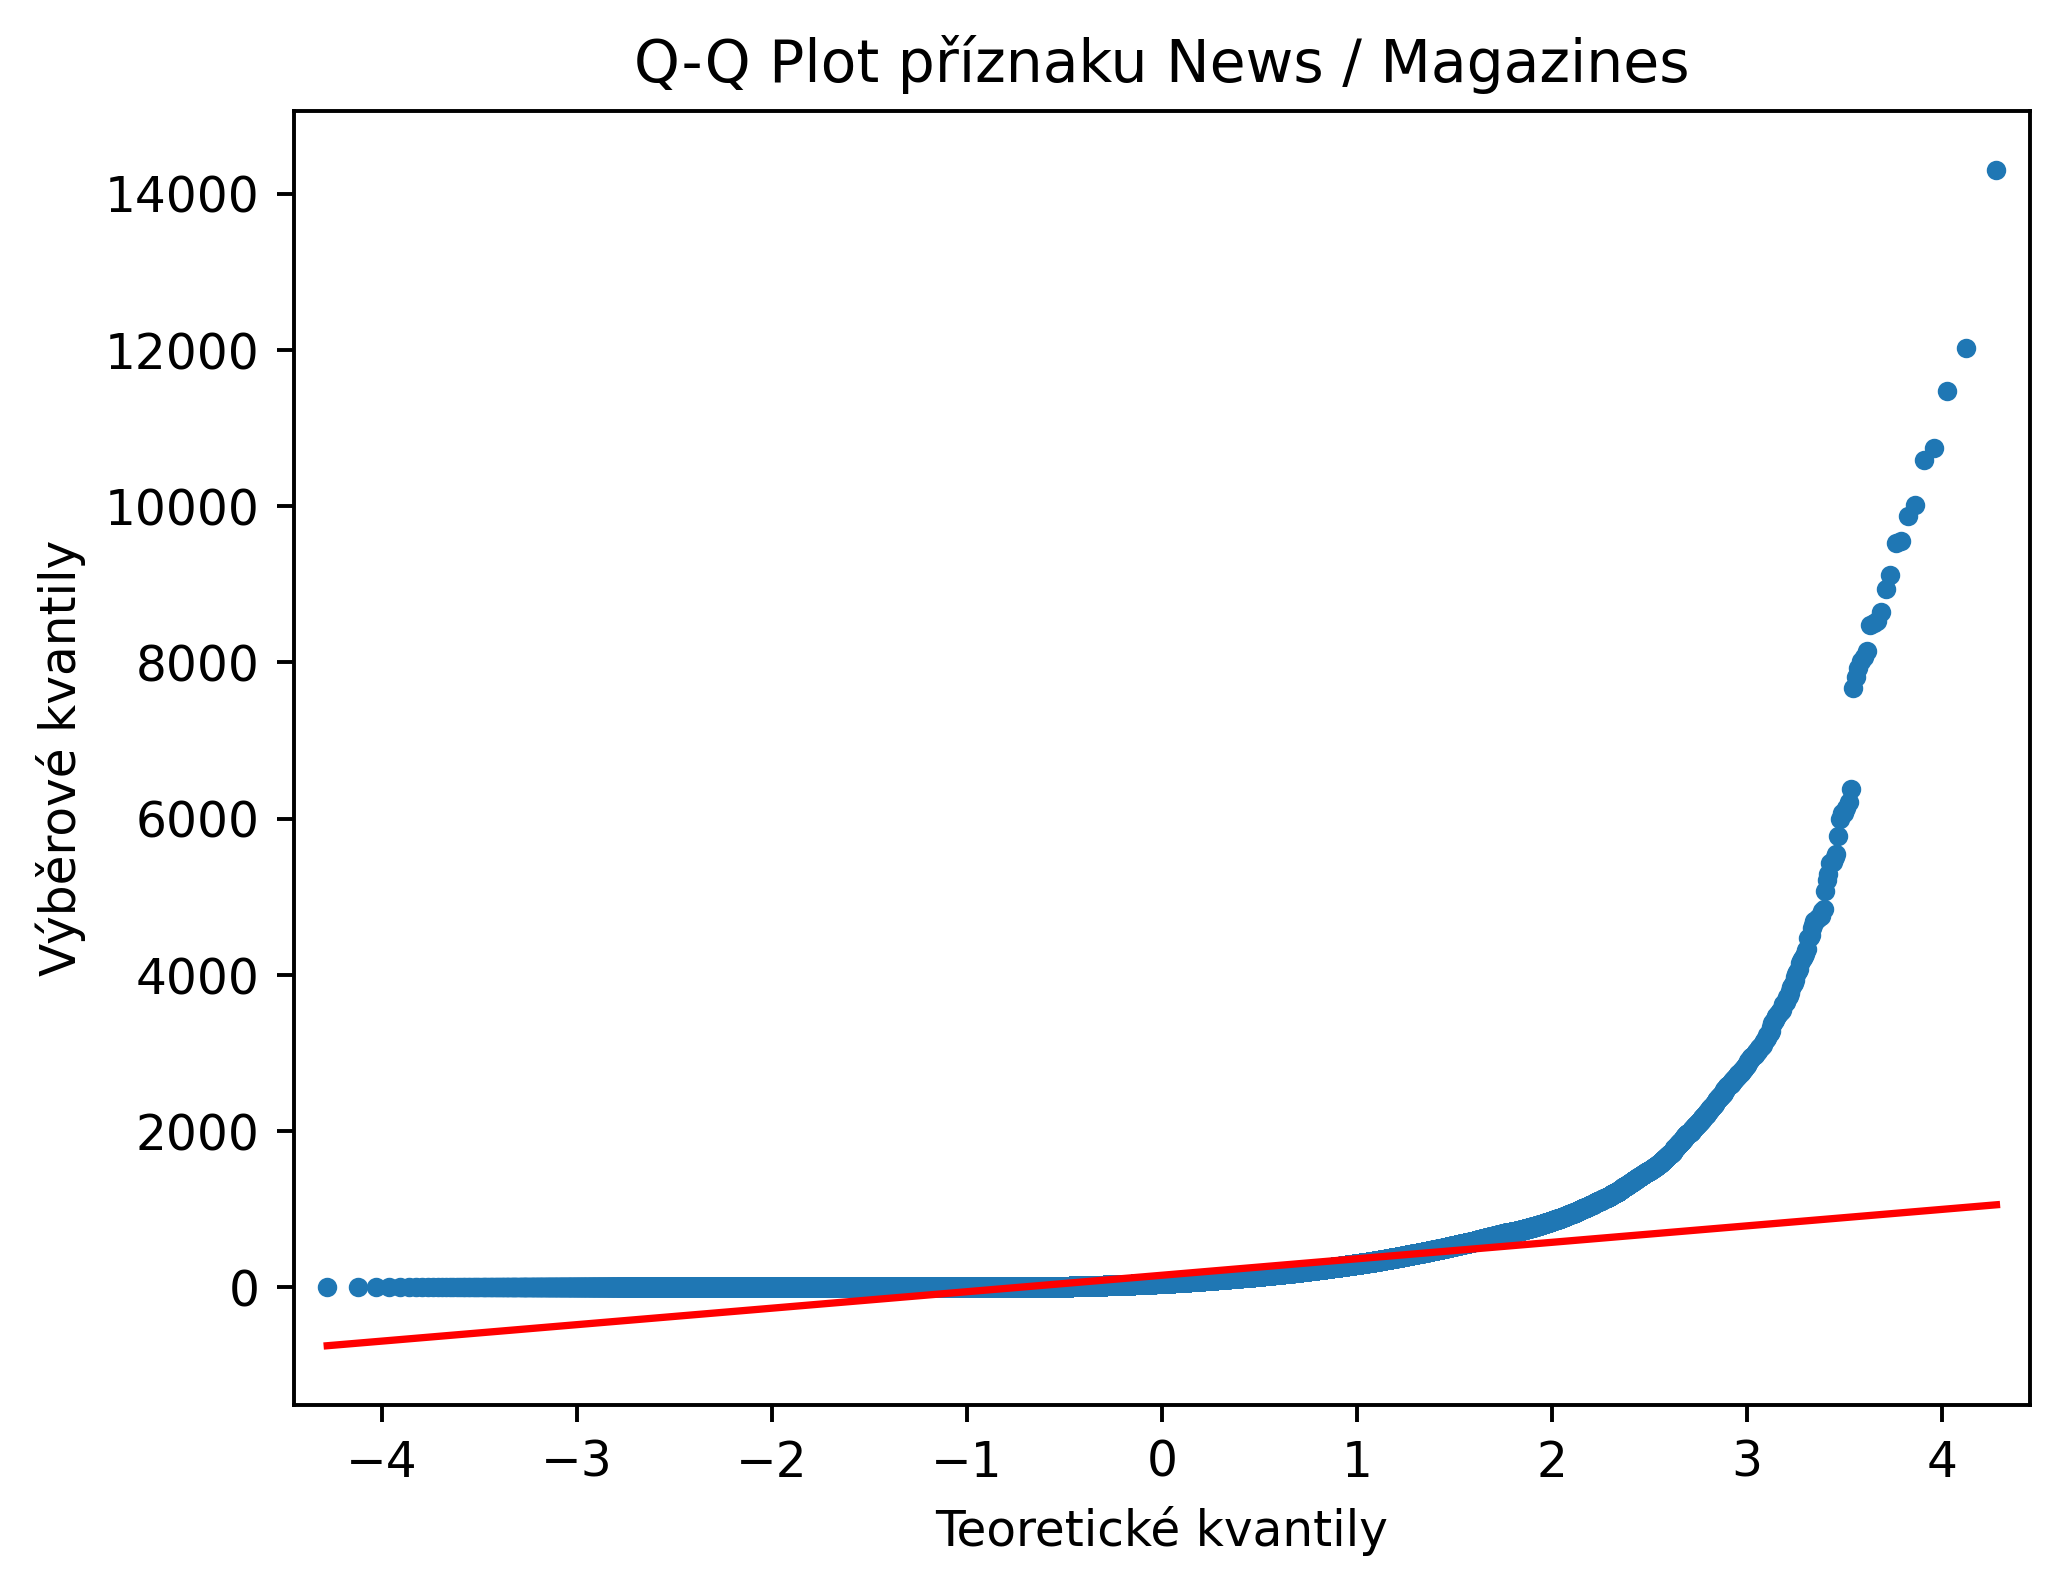 Q-Q Plot příznaku News / Magazines
14000
12000
10000
8000
6000
4000
2000
0
Výběrové kvantily
−4 −3 −2 −1 0 1 2 3 4
Teoretické kvantily